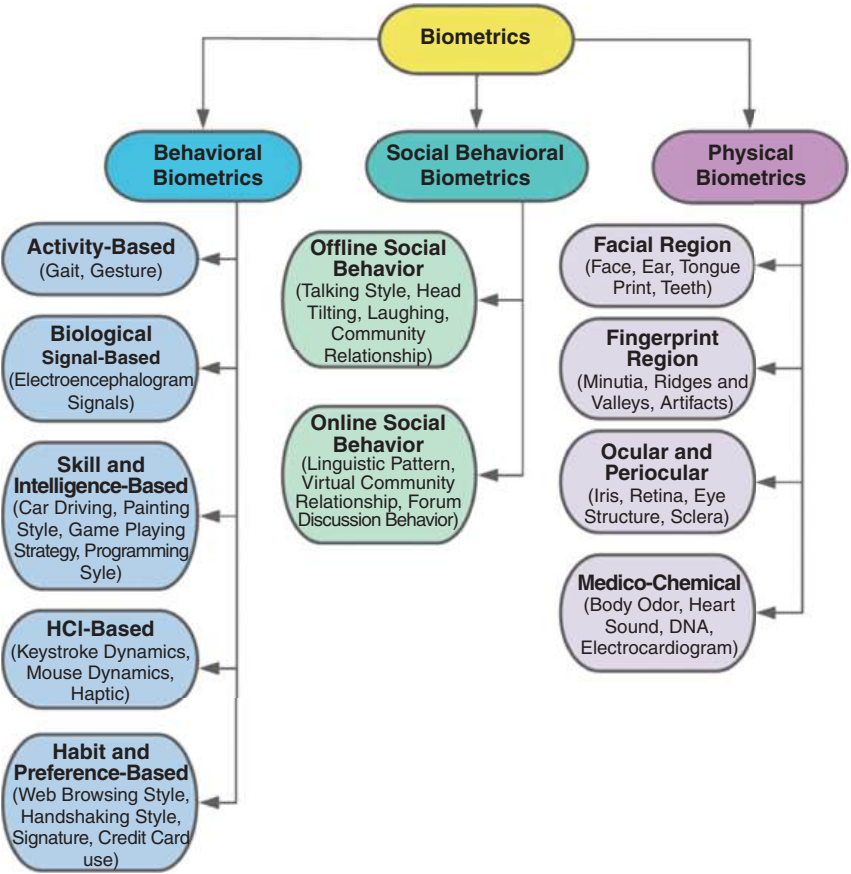 Biometrics
Behavioral
Biometrics
Social Behavioral
Biometrics
Physical
Biometrics
Activity-Based
(Gait, Gesture)
Biological
Signal-Based
(Electroencephalogram
Signals)
Skill and
Intelligence-Based
(Car Driving, Painting
Style, Game Playing
Strategy, Programming
Syle)
HCI-Based
(Keystroke Dynamics,
Mouse Dynamics,
Haptic)
Habit and
Preference-Based
(Web Browsing Style,
Handshaking Style,
Signature, Credit Card
use)
Offline Social
Behavior
(Talking Style, Head
Tilting, Laughing,
Community
Relationship)
Online Social
Behavior
(Linguistic Pattern,
Virtual Community
Relationship, Forum
Discussion Behavior)
Facial Region
(Face, Ear, Tongue
Print, Teeth)
Fingerprint
Region
(Minutia, Ridges and
Valleys, Artifacts)
Ocular and
Periocular
(Iris, Retina, Eye
Structure, Sclera)
Medico-Chemical
(Body Odor, Heart
Sound, DNA,
Electrocardiogram)